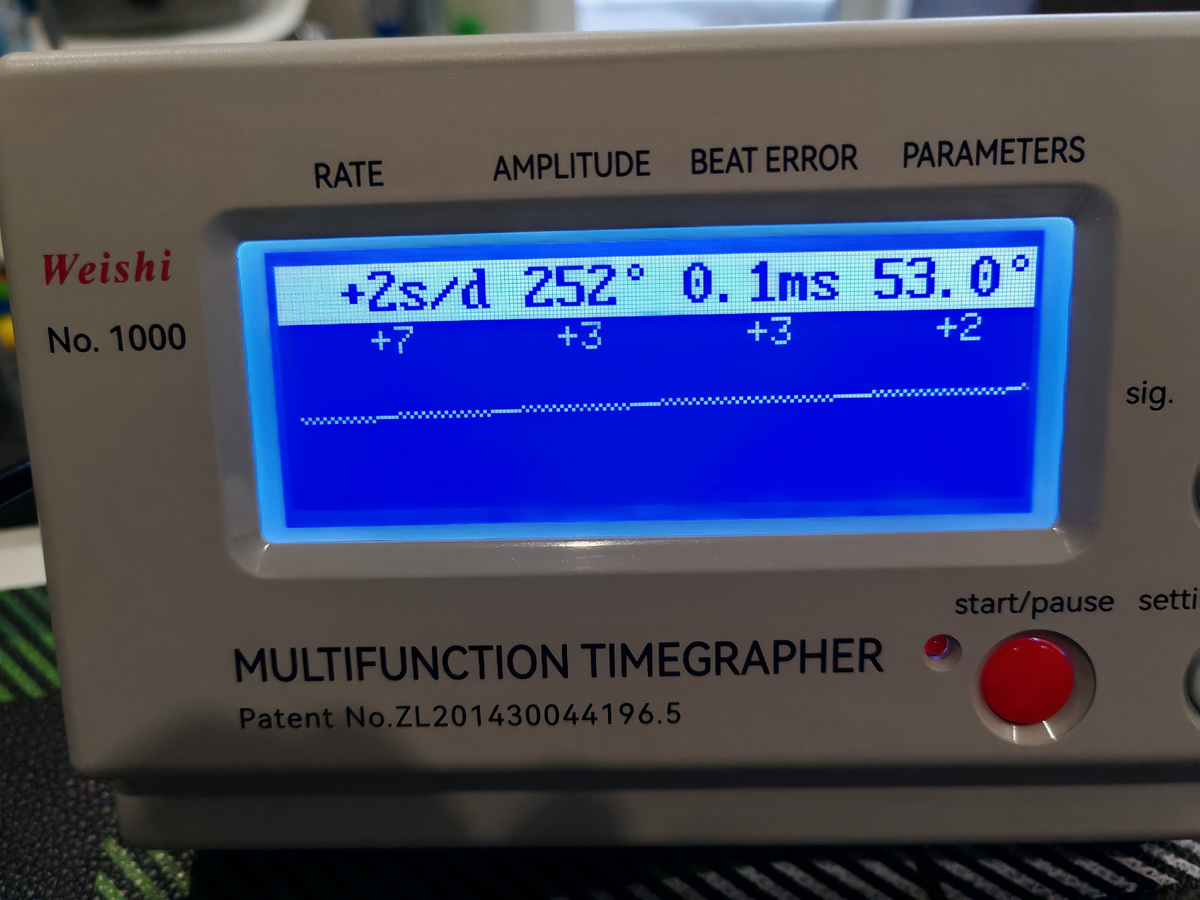 RATE AMPLITUDE BEAT ERROR PARAMETERS
Weishi
No. 1000
+2s/d 252° 0.1ms 53.0°
+7 +3 +3 +2
sig.
start/pause setti
MULTIFUNCTION TIMEGRAPHER
Patent No.ZL201430044196.5